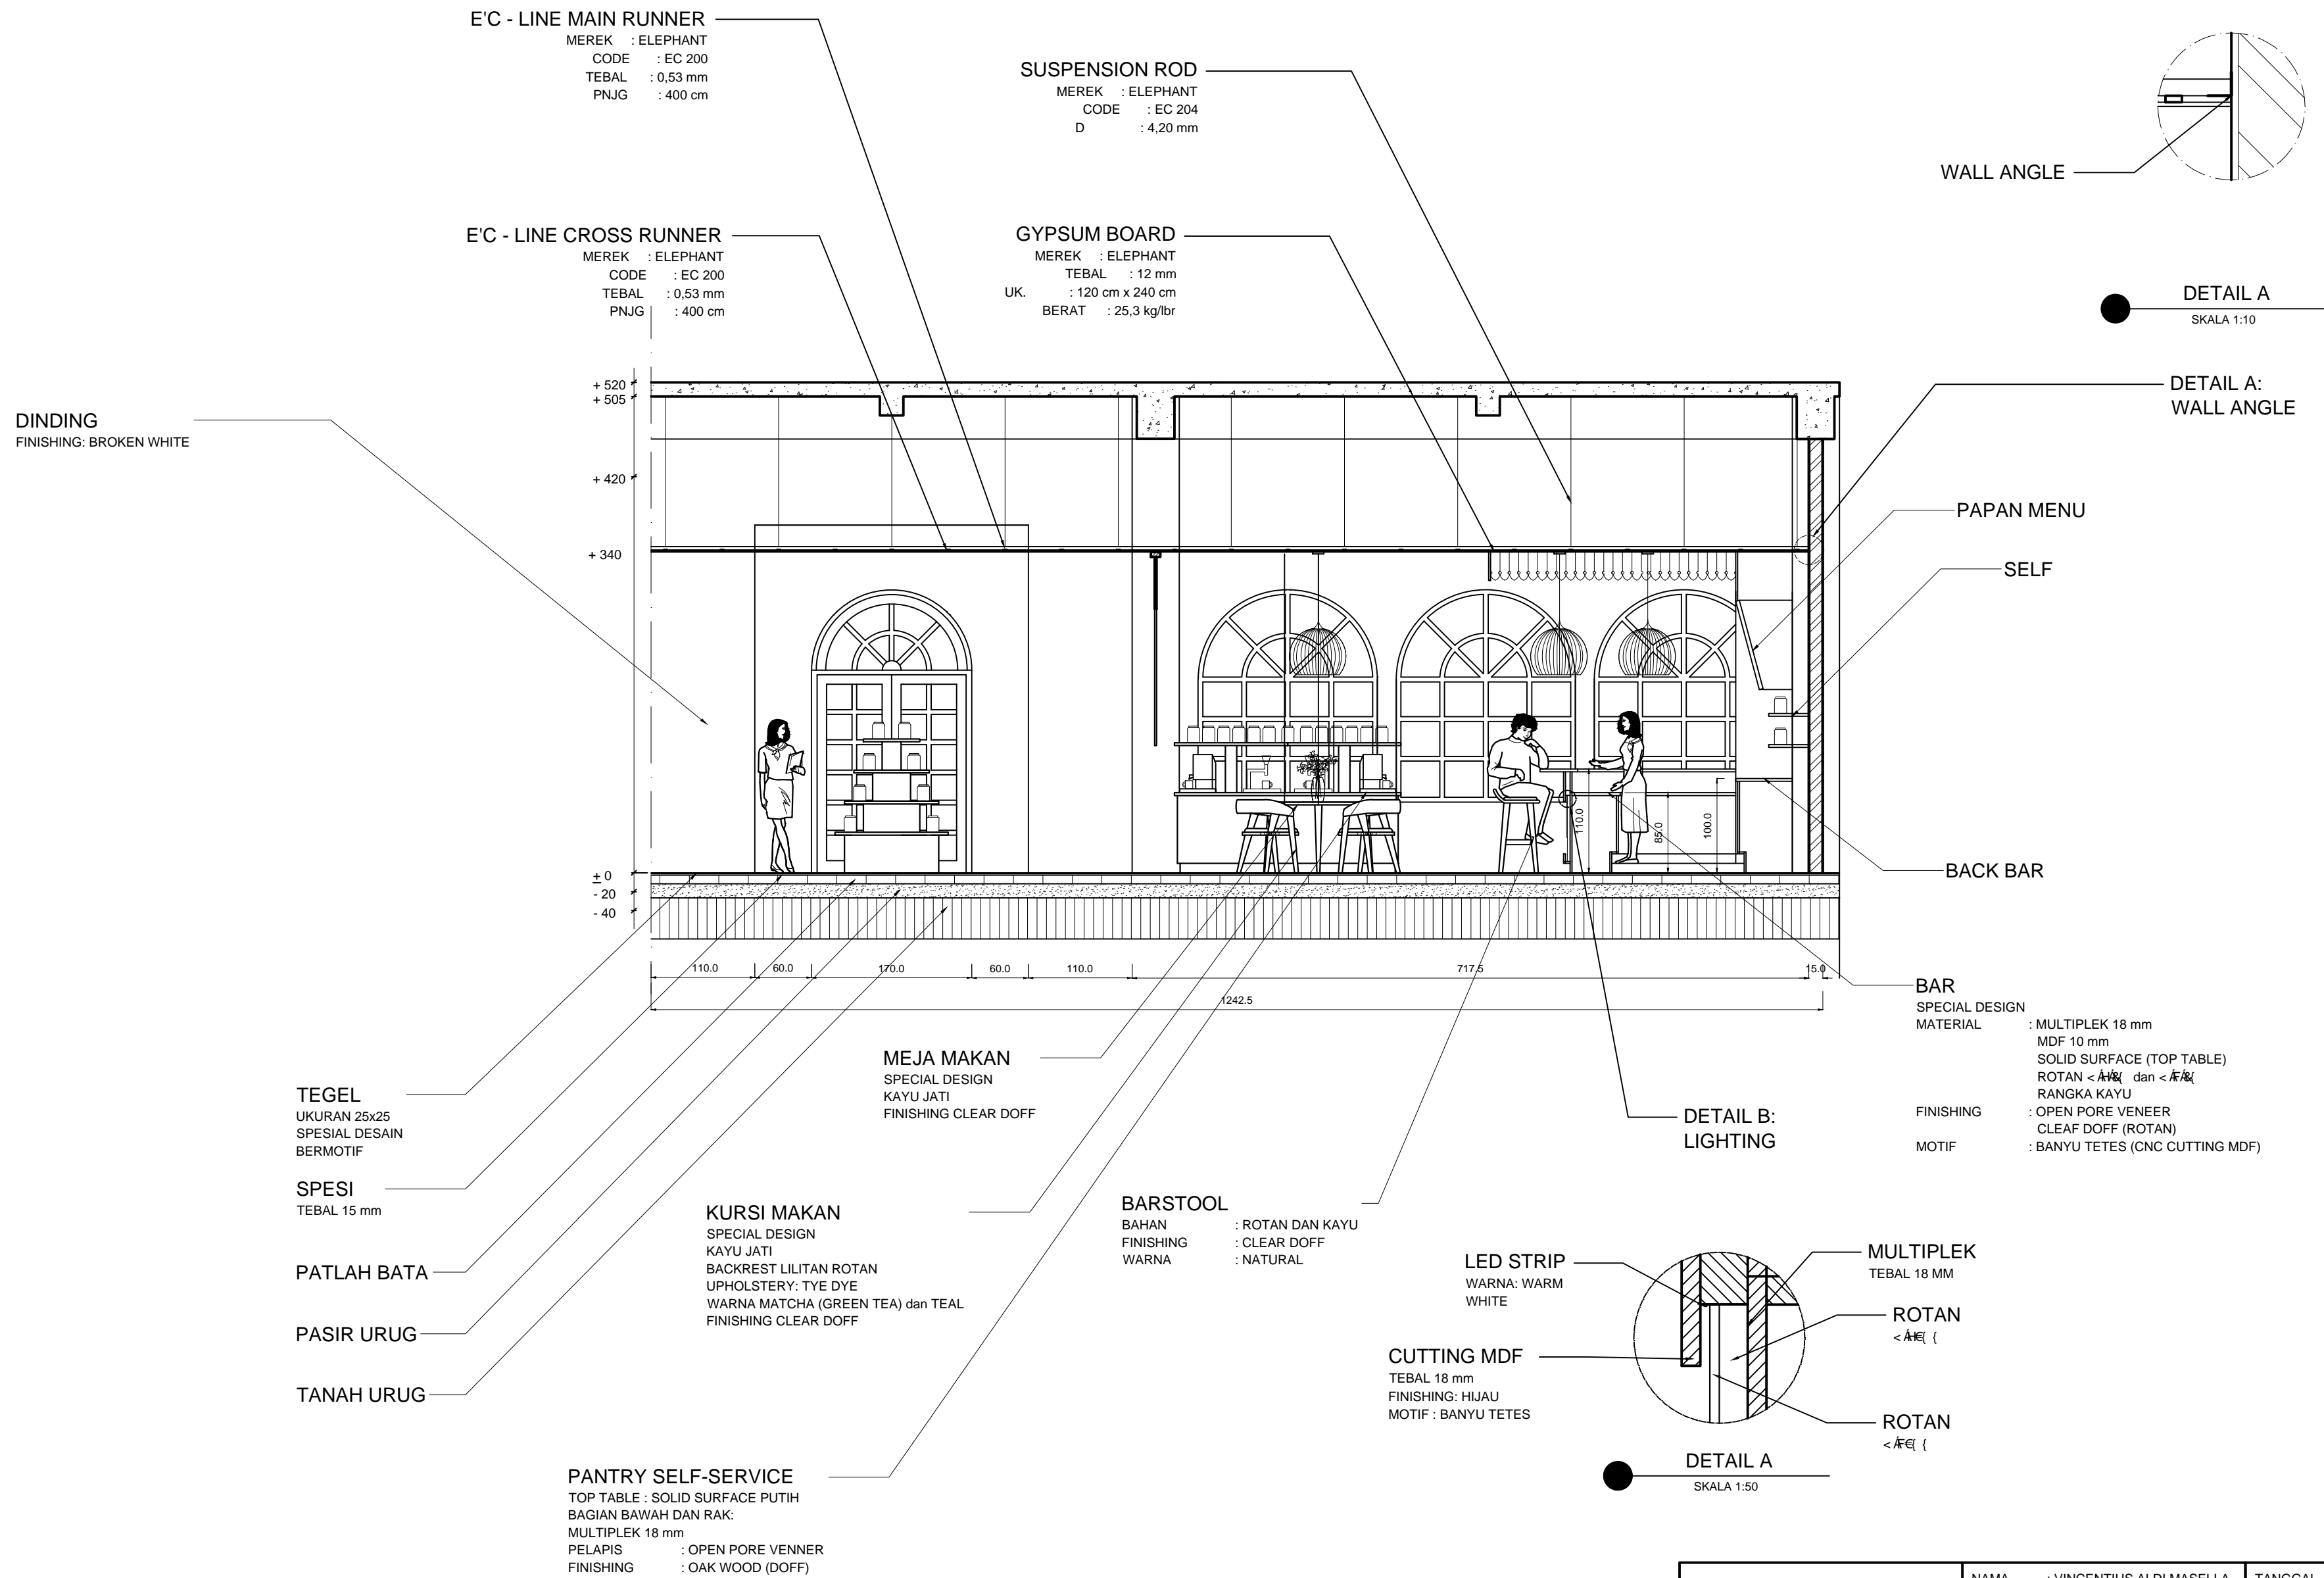 E'C - LINE MAIN RUNNER
MEREK : ELEPHANT
CODE : EC 200
TEBAL : 0,53 mm
PNJG : 400 cm
SUSPENSION ROD
MEREK : ELEPHANT
CODE : EC 204
D : 4,20 mm
WALL ANGLE
E'C - LINE CROSS RUNNER
MEREK : ELEPHANT
CODE : EC 200
TEBAL : 0,53 mm
PNJG : 400 cm
GYPSUM BOARD
MEREK : ELEPHANT
TEBAL : 12 mm
UK. : 120 cm x 240 cm
BERAT : 25,3 kg/lbr
DETAIL A
SKALA 1:10
DINDING
FINISHING: BROKEN WHITE
+ 520
+ 505
+ 420
+ 340
± 0
- 20
- 40
DETAIL A:
WALL ANGLE
PAPAN MENU
SELF
BACK BAR
110.0
85.0
100.0
110.0 60.0 170.0 60.0 110.0 717.5 15.0
1242.5
BAR
SPECIAL DESIGN
MATERIAL : MULTIPLEK 18 mm
MDF 10 mm
SOLID SURFACE (TOP TABLE)
ROTAN dan
RANGKA KAYU
FINISHING : OPEN PORE VENEER
CLEAF DOFF (ROTAN)
MOTIF : BANYU TETES (CNC CUTTING MDF)
MEJA MAKAN
SPECIAL DESIGN
KAYU JATI
FINISHING CLEAR DOFF
TEGEL
UKURAN 25x25
SPESIAL DESAIN
BERMOTIF
DETAIL B:
LIGHTING
SPESI
TEBAL 15 mm
KURSI MAKAN
SPECIAL DESIGN
KAYU JATI
BACKREST LILITAN ROTAN
UPHOLSTERY: TYE DYE
WARNA MATCHA (GREEN TEA) dan TEAL
FINISHING CLEAR DOFF
BARSTOOL
BAHAN : ROTAN DAN KAYU
FINISHING : CLEAR DOFF
WARNA : NATURAL
PATLAH BATA
PASIR URUG
TANAH URUG
LED STRIP
WARNA: WARM
WHITE
MULTIPLEK
TEBAL 18 MM
ROTAN
CUTTING MDF
TEBAL 18 mm
FINISHING: HIJAU
MOTIF : BANYU TETES
ROTAN
DETAIL A
SKALA 1:50
PANTRY SELF-SERVICE
TOP TABLE : SOLID SURFACE PUTIH
BAGIAN BAWAH DAN RAK:
MULTIPLEK 18 mm
PELAPIS : OPEN PORE VENNER
FINISHING : OAK WOOD (DOFF)
NAMA : VINCENTIUS ALDI MASELLA
TANGGAL